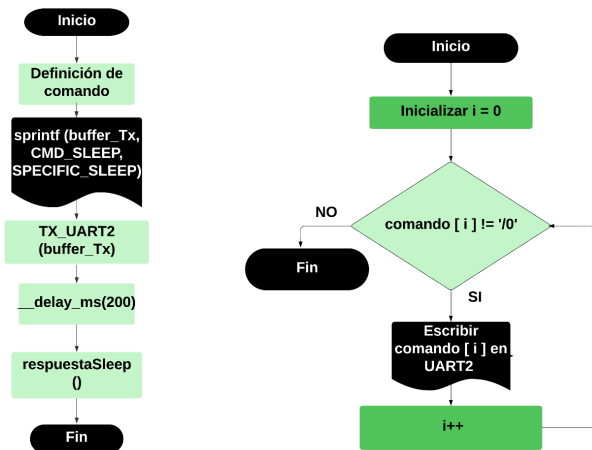 Inicio
Definición de
comando
sprintf (buffer_Tx,
CMD_SLEEP,
SPECIFIC_SLEEP)
TX_UART2
(buffer_Tx)
__delay_ms(200)
respuestaSleep
()
Fin
Inicio
Inicializar i = 0
comando [ i ] != '/0'
NO
Fin
SI
Escribir
comando [ i ] en
UART2
i++